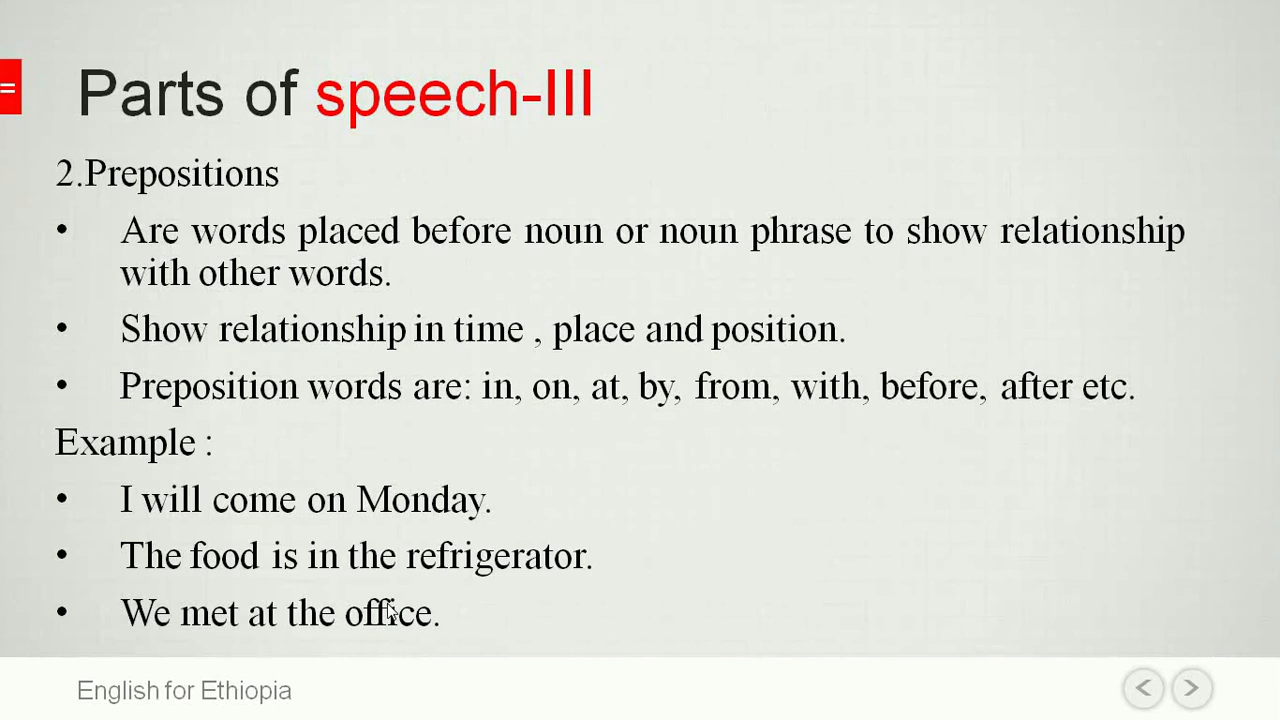 =
Parts of speech-III
2.Prepositions
• Are words placed before noun or noun phrase to show relationship
with other words.
• Show relationship in time , place and position.
• Preposition words are: in, on, at, by, from, with, before, after etc.
Example :
• I will come on Monday.
• The food is in the refrigerator.
• We met at the office.
English for Ethiopia